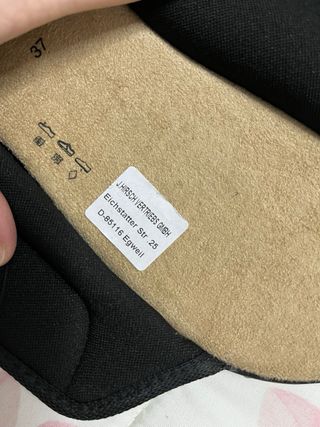 37
J.HIRSCH VERTRIEBS GMBH
Eichstätter Str. 25
D-85116 Egweil